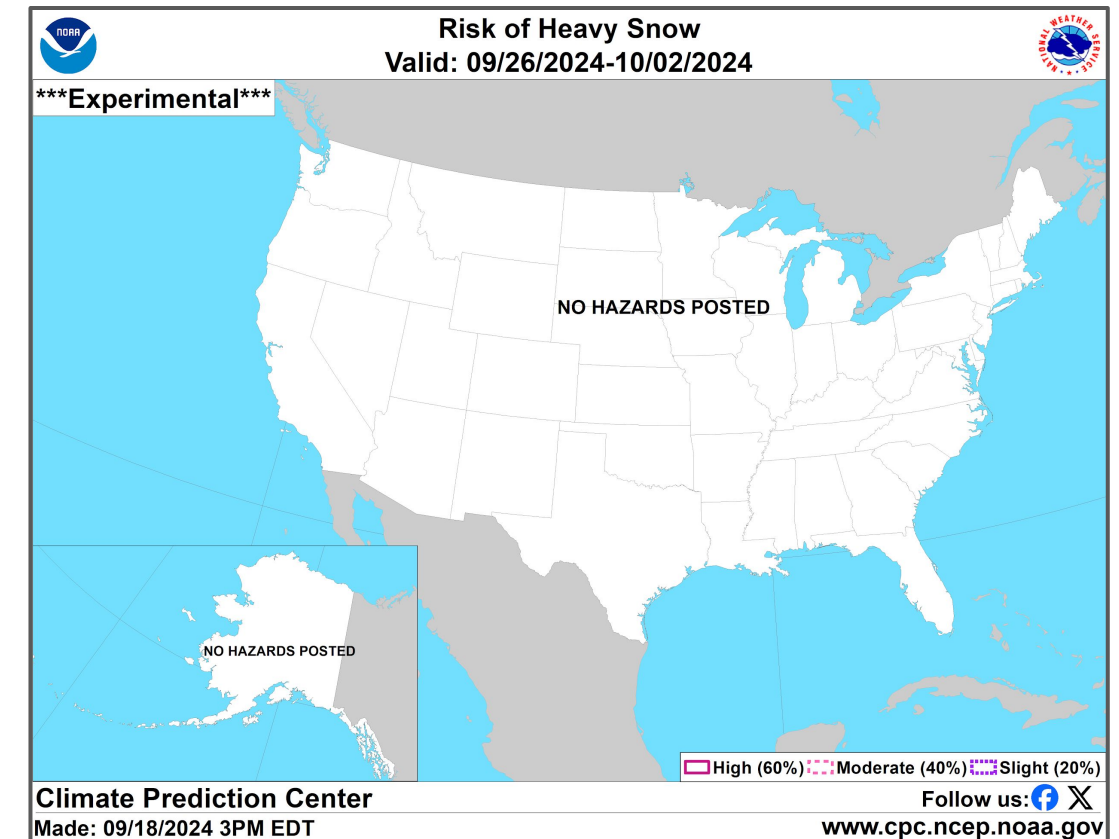 NOAA
Risk of Heavy Snow
Valid: 09/26/2024-10/02/2024
NATIONAL WEATHER SERVICE
***Experimental***
NO HAZARDS POSTED
NO HAZARDS POSTED
High (60%) Moderate (40%) Slight (20%)
Climate Prediction Center
Follow us:
Made: 09/18/2024 3PM EDT
www.cpc.ncep.noaa.gov